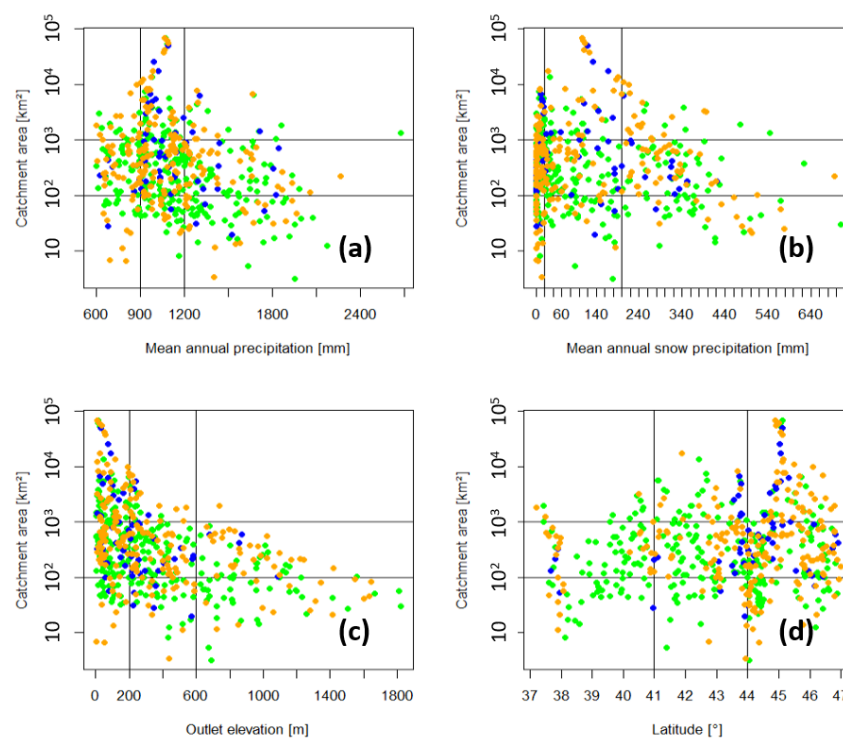 Catchment area [km²]
10 10² 10³ 10⁴ 10⁵
(a)
600 900 1200 1800 2400
Mean annual precipitation [mm]
Catchment area [km²]
10 10² 10³ 10⁴ 10⁵
(b)
0 60 140 240 340 440 540 640
Mean annual snow precipitation [mm]
Catchment area [km²]
10 10² 10³ 10⁴ 10⁵
(c)
0 200 600 1000 1400 1800
Outlet elevation [m]
Catchment area [km²]
10 10² 10³ 10⁴ 10⁵
(d)
37 38 39 40 41 42 43 44 45 46 47
Latitude [°]